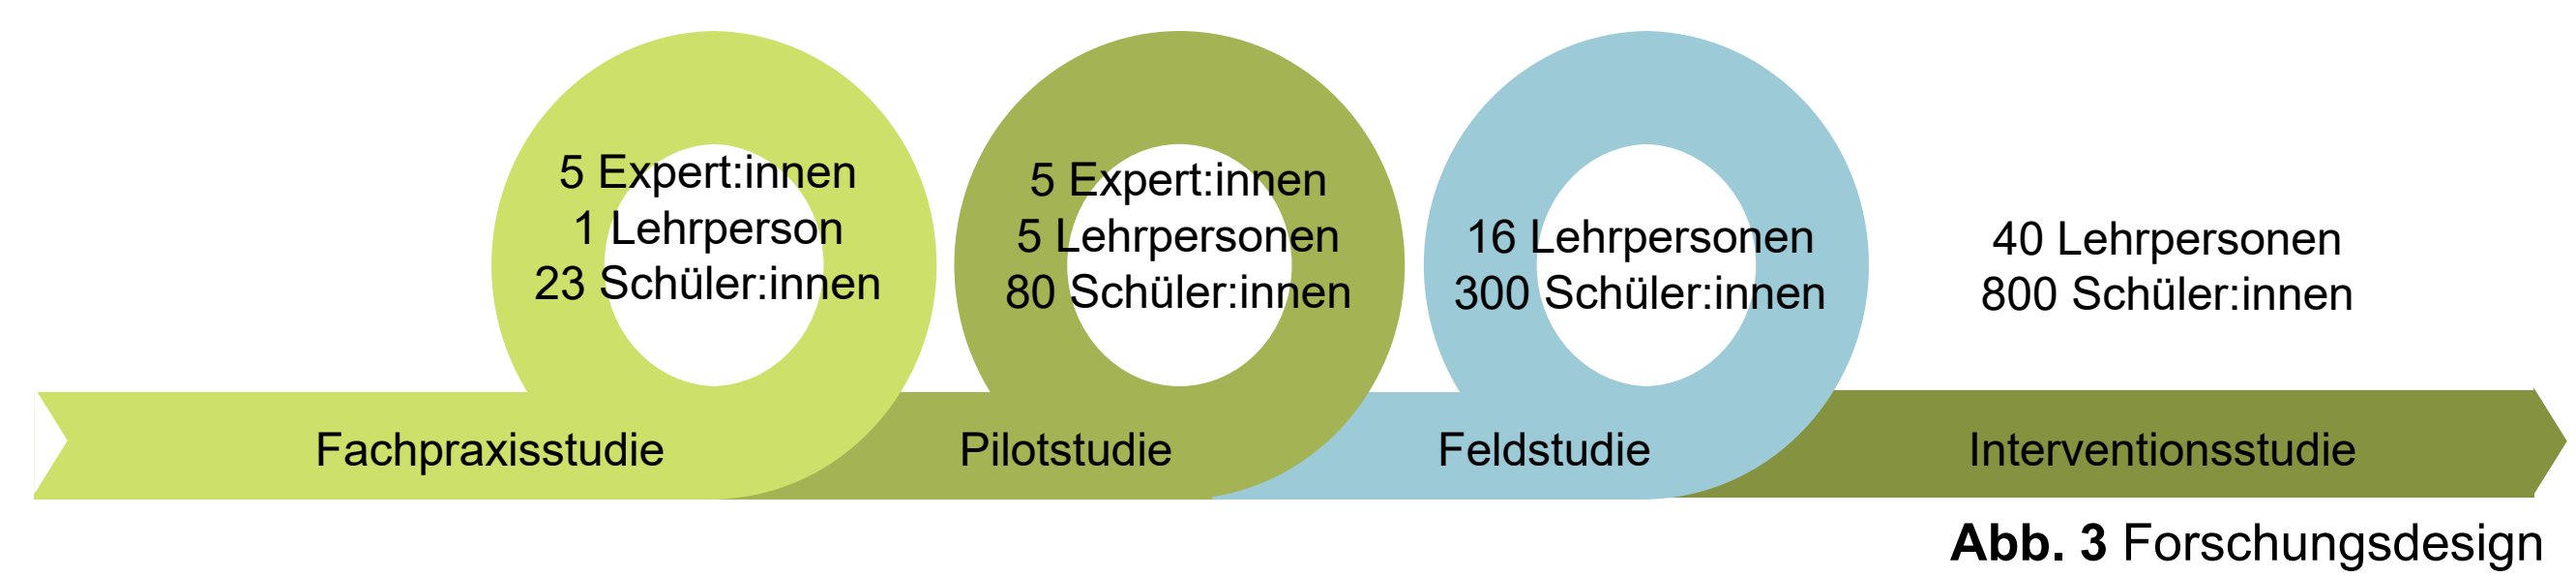 5 Expert:innen
1 Lehrperson
23 Schüler:innen
5 Expert:innen
5 Lehrpersonen
80 Schüler:innen
16 Lehrpersonen
300 Schüler:innen
40 Lehrpersonen
800 Schüler:innen
Fachpraxisstudie
Pilotstudie
Feldstudie
Interventionsstudie
Abb. 3 Forschungsdesign